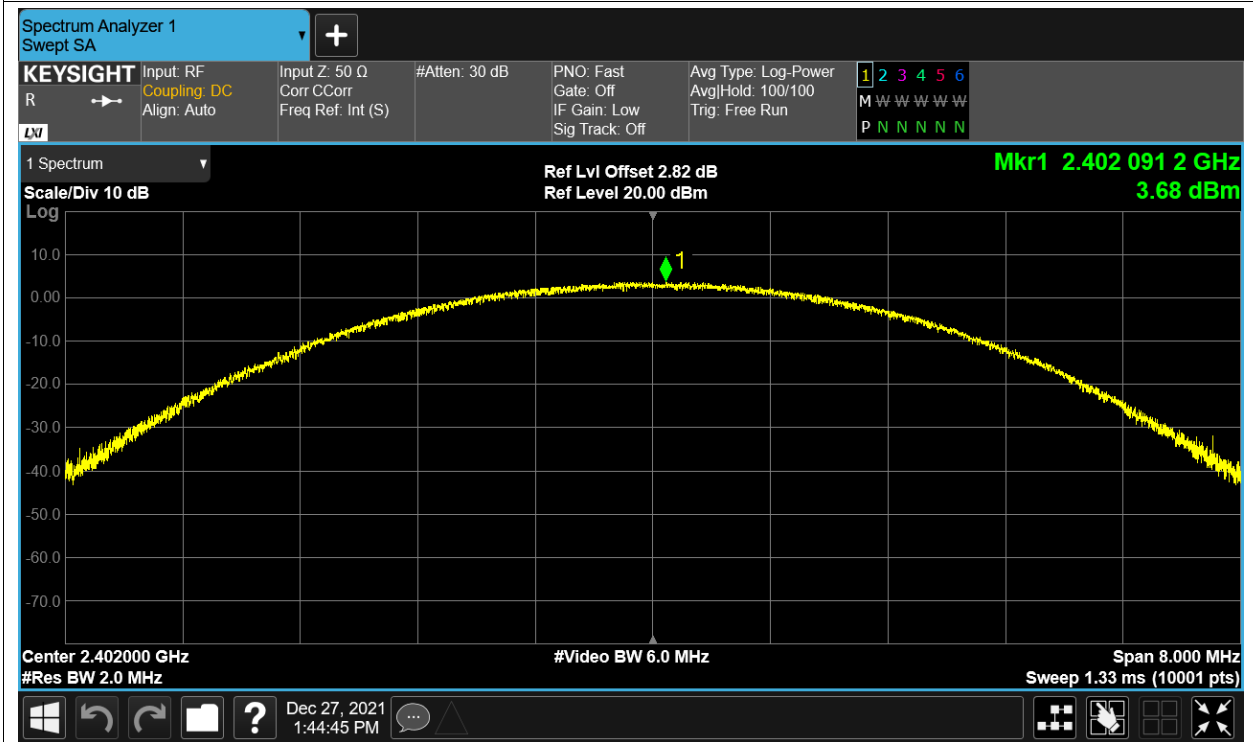 Spectrum Analyzer 1
Swept SA
+
KEYSIGHT
R
LXI
Input: RF
Coupling: DC
Align: Auto
Input Z: 50 Ω
Corr CCorr
Freq Ref: Int (S)
#Atten: 30 dB
PNO: Fast
Gate: Off
IF Gain: Low
Sig Track: Off
Avg Type: Log-Power
Avg|Hold: 100/100
Trig: Free Run
1 2 3 4 5 6
M W W W W W
P N N N N N
1 Spectrum
Scale/Div 10 dB
Log
Ref Lvl Offset 2.82 dB
Ref Level 20.00 dBm
Mkr1 2.402 091 2 GHz
3.68 dBm
1
10.0
0.00
-10.0
-20.0
-30.0
-40.0
-50.0
-60.0
-70.0
Center 2.402000 GHz
#Res BW 2.0 MHz
#Video BW 6.0 MHz
Span 8.000 MHz
Sweep 1.33 ms (10001 pts)
?
Dec 27, 2021
1:44:45 PM